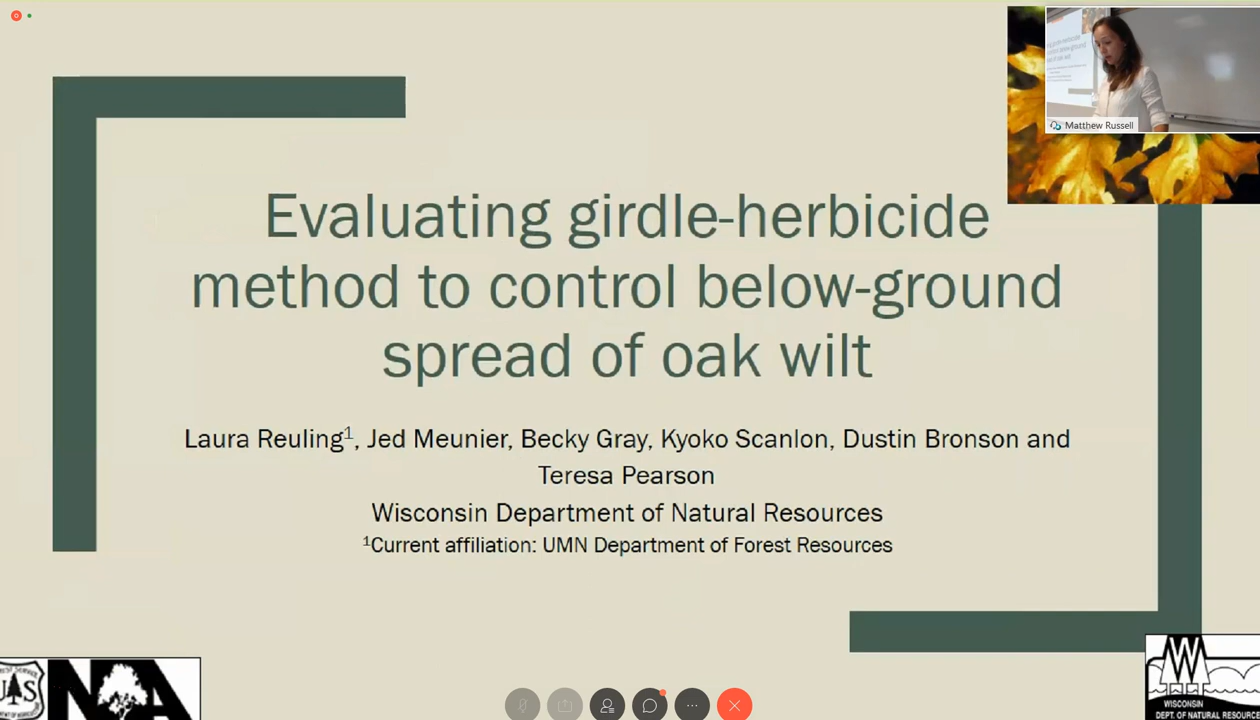 Matthew Russell
Evaluating girdle-herbicide
method to control below-ground
spread of oak wilt
Laura Reuling¹, Jed Meunier, Becky Gray, Kyoko Scanlon, Dustin Bronson and
Teresa Pearson
Wisconsin Department of Natural Resources
¹Current affiliation: UMN Department of Forest Resources
NA
W
WISCONSIN
DEPT. OF NATURAL RESOURCE